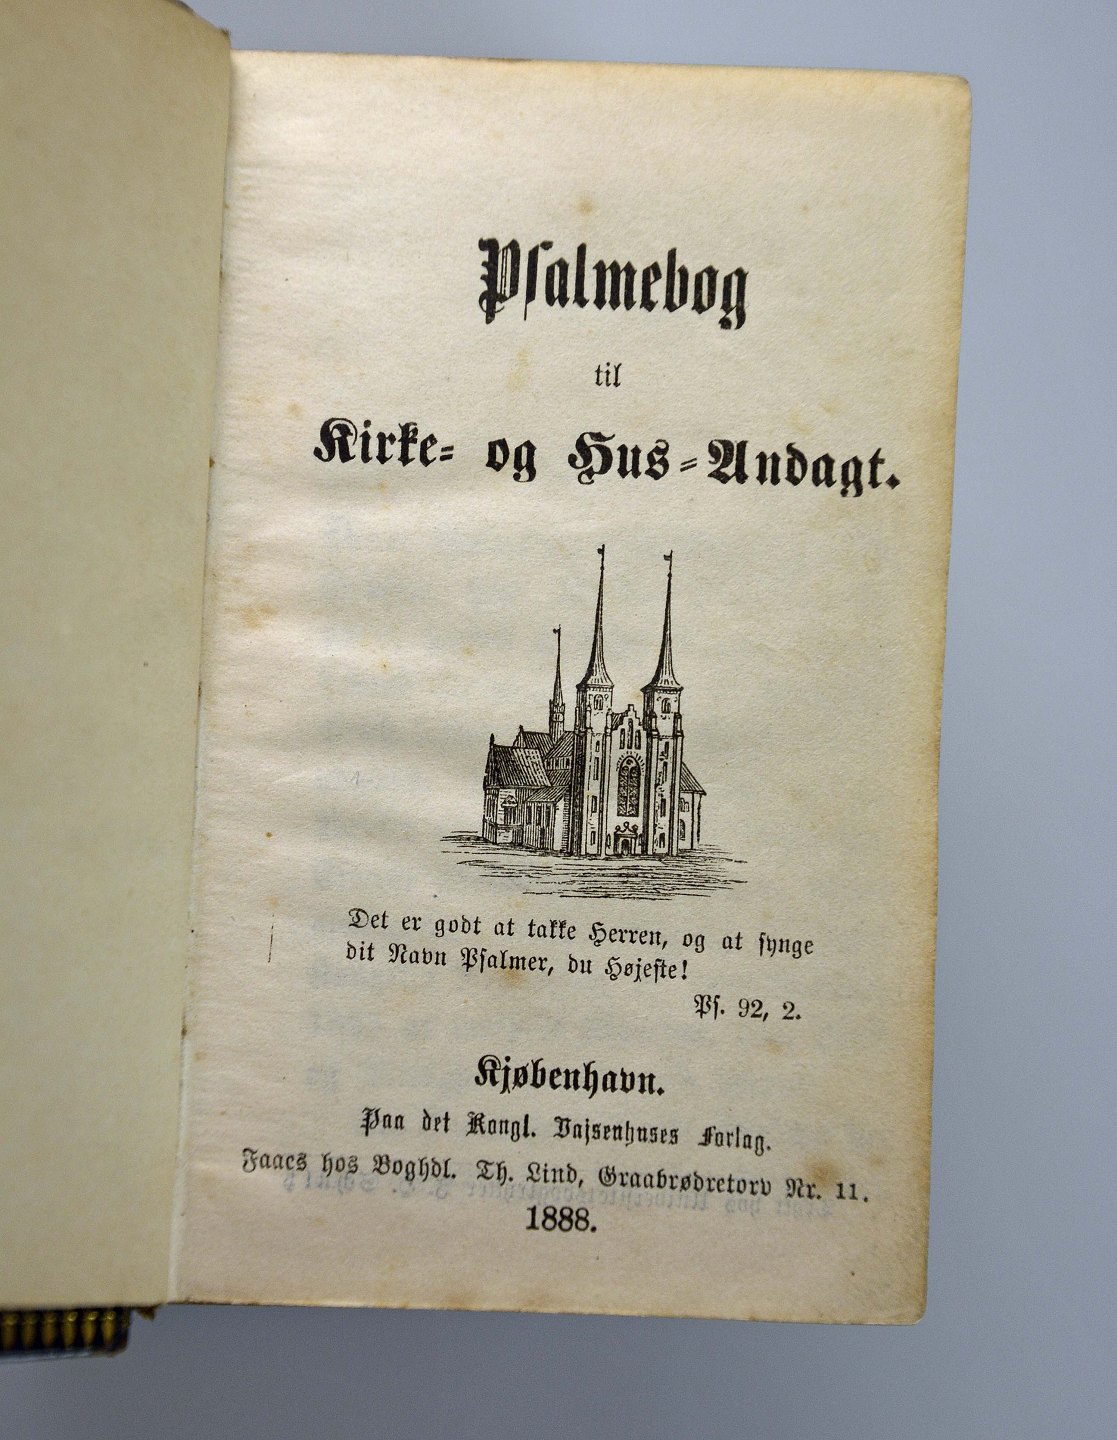 Psalmebog
til
Kirke- og Hus-Andagt.
Det er godt at takke Herren, og at synge
dit Navn Psalmer, du Højeste!
Ps. 92, 2.
Kjøbenhavn.
Paa det Kongl. Vajsenhuses Forlag.
Faaes hos Boghdl. Th. Lind, Graabrødretorv Nr. 11.
1888.